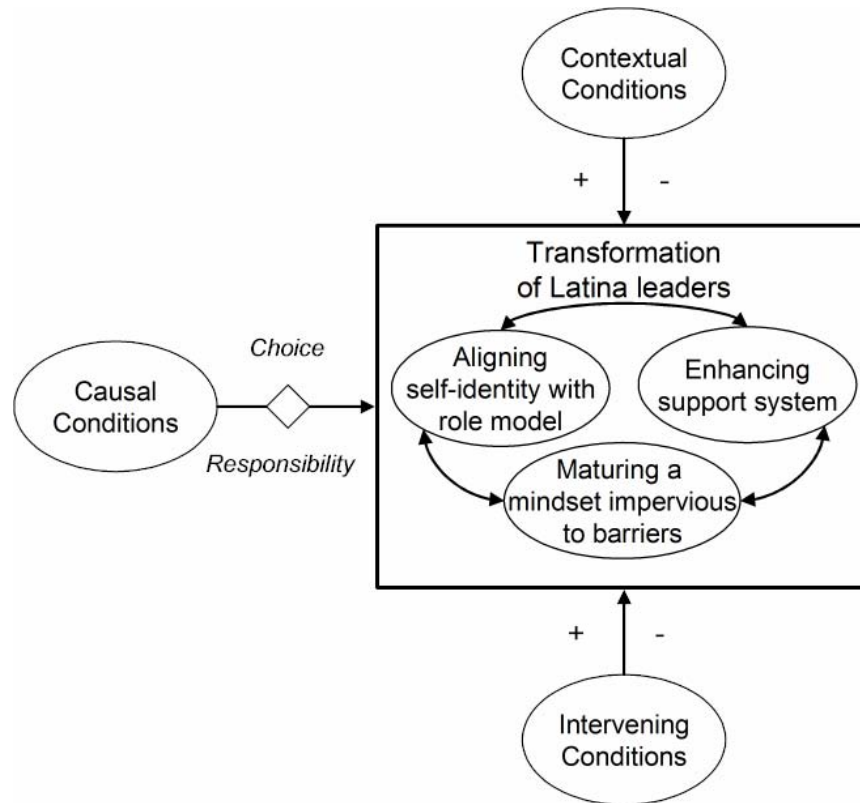 Contextual
Conditions
+ -
Transformation
of Latina leaders
Choice
Causal
Conditions
Responsibility
Aligning
self-identity with
role model
Enhancing
support system
Maturing a
mindset impervious
to barriers
+ -
Intervening
Conditions